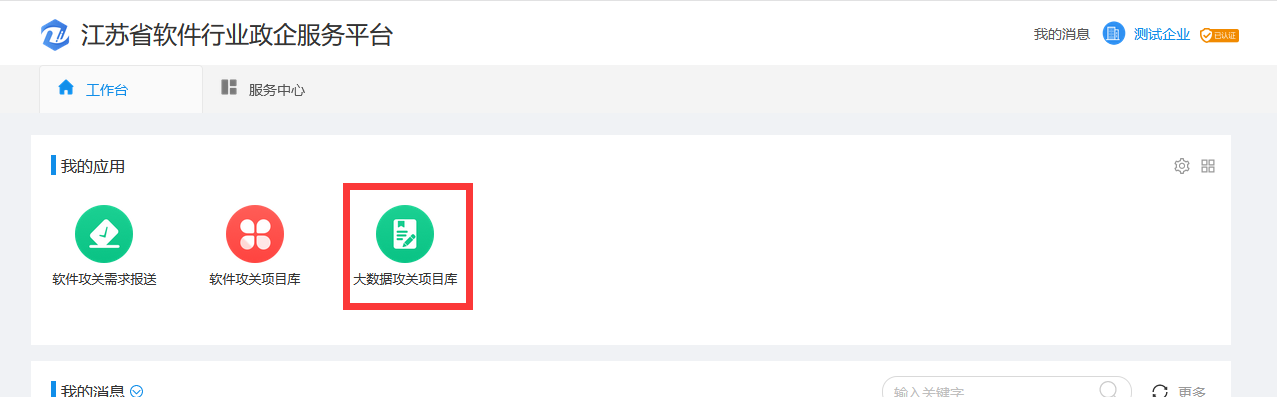 江苏省软件行业政企服务平台
我的消息 测试企业 已认证
工作台 服务中心
我的应用
软件攻关需求报送 软件攻关项目库 大数据攻关项目库
我的消息 输入关键字 更多